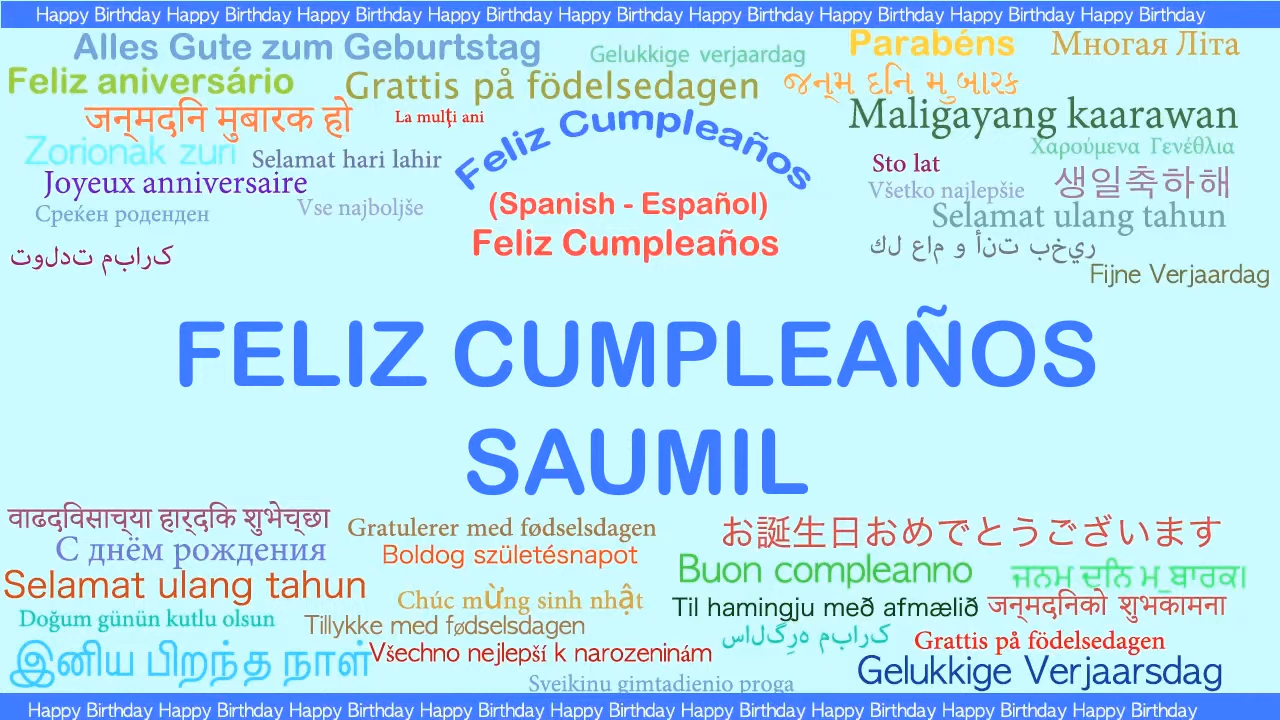 Happy Birthday Happy Birthday Happy Birthday Happy Birthday Happy Birthday Happy Birthday Happy Birthday Happy Birthday Happy Birthday
Alles Gute zum Geburtstag
Gelukkige verjaardag
Parabéns
Многая Літа
Feliz aniversário
Grattis på födelsedagen
જન્મ દિન મુબારક
जन्मदिन मुबारक हो
La mulţi ani
Feliz Cumpleaños
Maligayang kaarawan
Zorionak zuri
Selamat hari lahir
Χαρούμενα Γενέθλια
Sto lat
Joyeux anniversaire
Všetko najlepšie
생일축하해
(Spanish - Español)
Среќен роденден
Vse najboljše
Selamat ulang tahun
Feliz Cumpleaños
تولدت مبارک
كل عام و أنت بخير
Fijne Verjaardag
FELIZ CUMPLEAÑOS
SAUMIL
वाढदिवसाच्या हार्दिक शुभेच्छा
Gratulerer med fødselsdagen
お誕生日おめでとうございます
С днём рождения
Boldog születésnapot
Buon compleanno
ਜਨਮ ਦਿਨ ਮੁਬਾਰਕ।
Selamat ulang tahun
Chúc mừng sinh nhật
Til hamingju með afmælið
जन्मदिनको शुभकामना
Doğum günün kutlu olsun
Tillykke med fødselsdagen
سالگرہ مبارک
Grattis på födelsedagen
இனிய பிறந்த நாள்
Všechno nejlepší k narozeninám
Gelukkige Verjaarsdag
Sveikinu gimtadienio proga
Happy Birthday Happy Birthday Happy Birthday Happy Birthday Happy Birthday Happy Birthday Happy Birthday Happy Birthday Happy Birthday